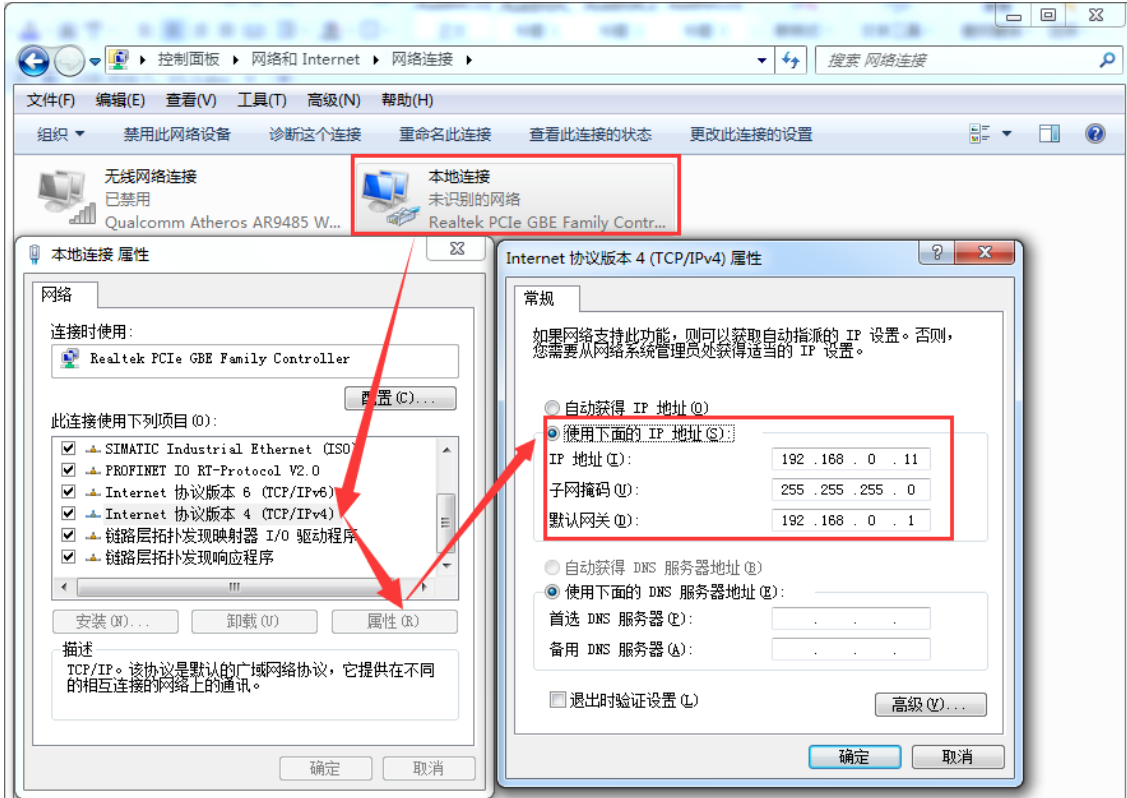 控制面板 ▸ 网络和 Internet ▸ 网络连接 ▸
搜索 网络连接
文件(F) 编辑(E) 查看(V) 工具(T) 高级(N) 帮助(H)
组织 禁用此网络设备 诊断这个连接 重命名此连接 查看此连接的状态 更改此连接的设置
无线网络连接
已禁用
Qualcomm Atheros AR9485 W...
本地连接
未识别的网络
Realtek PCIe GBE Family Contr...
本地连接 属性
网络
连接时使用:
Realtek PCIe GBE Family Controller
配置(C)...
此连接使用下列项目(O):
SIMATIC Industrial Ethernet (ISO)
PROFINET IO RT-Protocol V2.0
Internet 协议版本 6 (TCP/IPv6)
Internet 协议版本 4 (TCP/IPv4)
链路层拓扑发现映射器 I/O 驱动程序
链路层拓扑发现响应程序
安装(N)... 卸载(U) 属性(R)
描述
TCP/IP。该协议是默认的广域网络协议，它提供在不同
的相互连接的网络上的通讯。
确定 取消
Internet 协议版本 4 (TCP/IPv4) 属性
常规
如果网络支持此功能，则可以获取自动指派的 IP 设置。否则，
您需要从网络系统管理员处获得适当的 IP 设置。
自动获得 IP 地址(O)
使用下面的 IP 地址(S):
IP 地址(I): 192 .168 . 0 . 11
子网掩码(U): 255 .255 .255 . 0
默认网关(D): 192 .168 . 0 . 1
自动获得 DNS 服务器地址(B)
使用下面的 DNS 服务器地址(E):
首选 DNS 服务器(P): . . .
备用 DNS 服务器(A): . . .
退出时验证设置(L)
高级(V)...
确定 取消